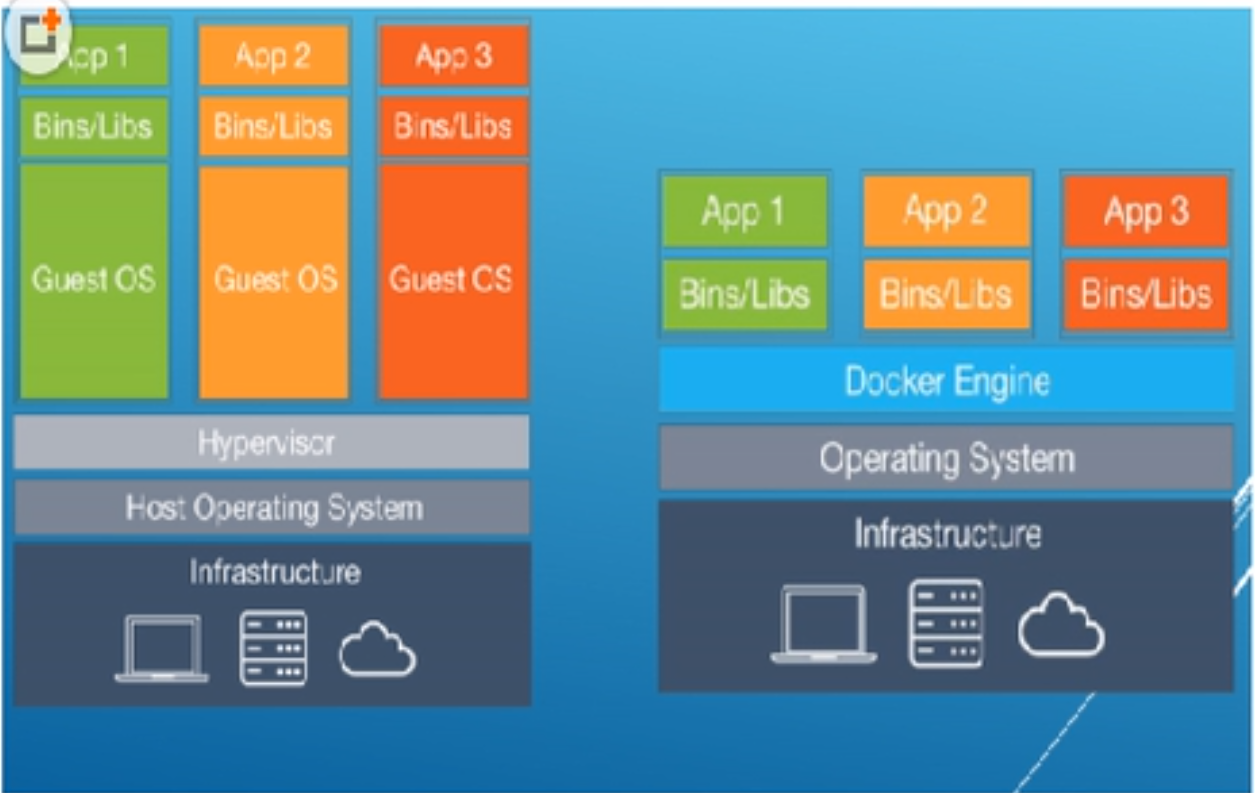 App 1
App 2
App 3
Bins/Libs
Bins/Libs
Bins/Libs
Guest OS
Guest OS
Guest OS
Hypervisor
Host Operating System
Infrastructure
App 1
App 2
App 3
Bins/Libs
Bins/Libs
Bins/Libs
Docker Engine
Operating System
Infrastructure